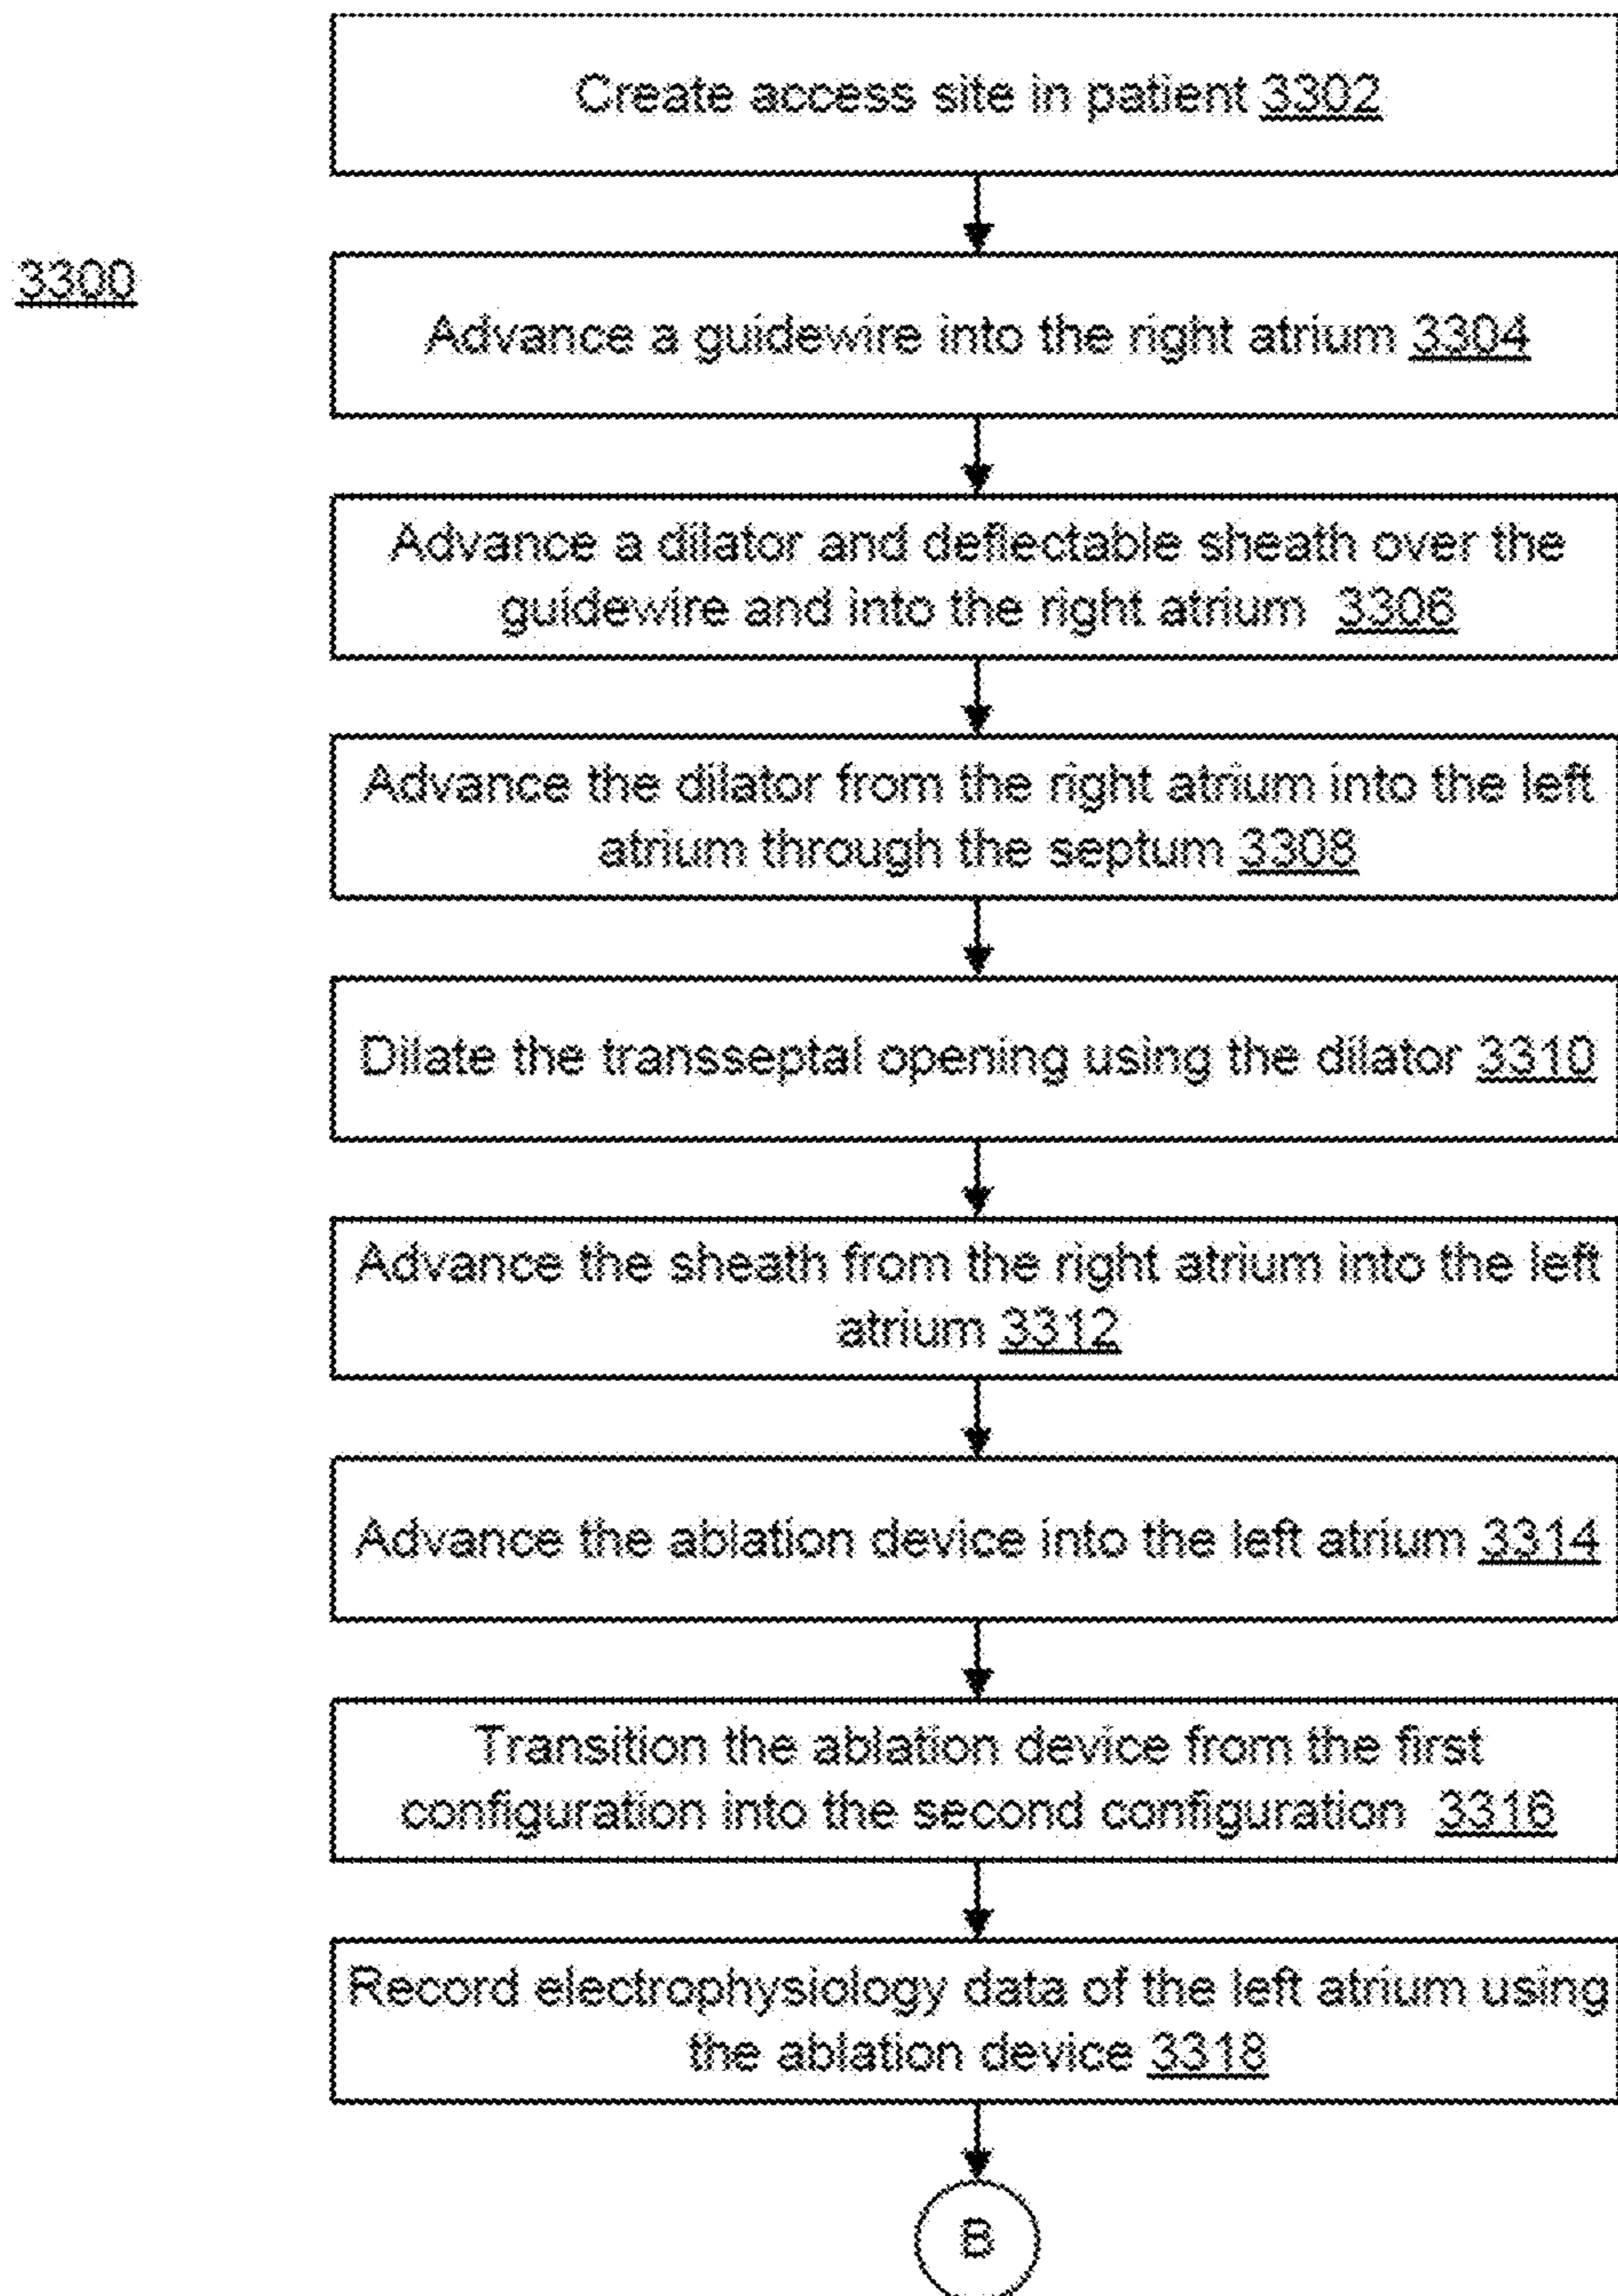 Create access site in patient 3302
3300
Advance a guidewire into the right atrium 3304
Advance a dilator and deflectable sheath over the
guidewire and into the right atrium 3306
Advance the dilator from the right atrium into the left
atrium through the septum 3308
Dilate the transseptal opening using the dilator 3310
Advance the sheath from the right atrium into the left
atrium 3312
Advance the ablation device into the left atrium 3314
Transition the ablation device from the first
configuration into the second configuration 3316
Record electrophysiology data of the left atrium using
the ablation device 3318
B